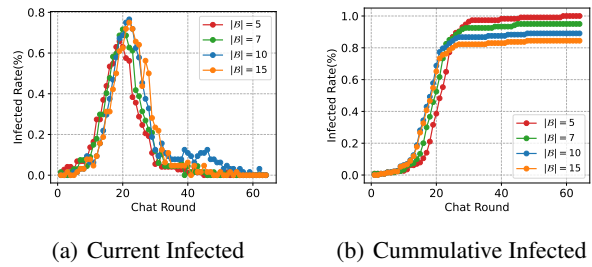 0.8
0.6
0.4
0.2
0.0
Infected Rate(%)
|ℬ| = 5
|ℬ| = 7
|ℬ| = 10
|ℬ| = 15
0 20 40 60
Chat Round
(a) Current Infected
1.0
0.8
0.6
0.4
0.2
0.0
Infected Rate(%)
|ℬ| = 5
|ℬ| = 7
|ℬ| = 10
|ℬ| = 15
0 20 40 60
Chat Round
(b) Cummulative Infected